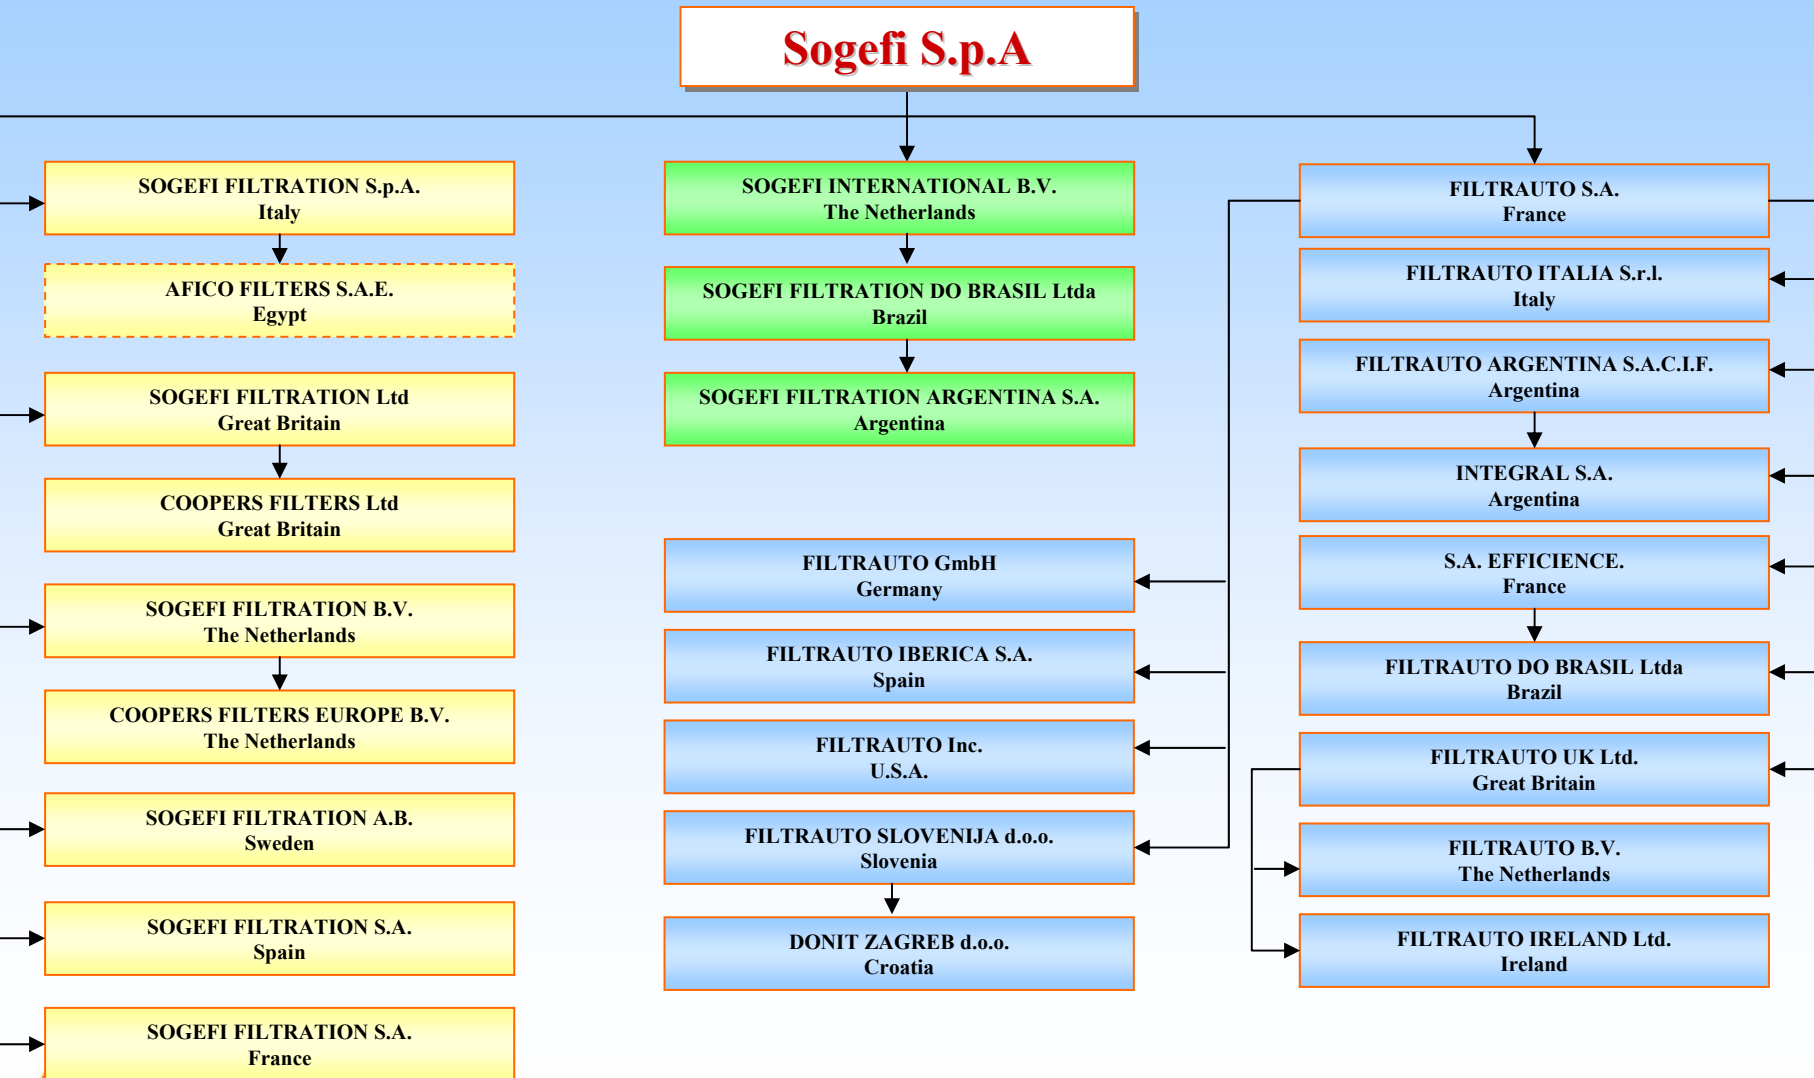 Sogefi S.p.A
SOGEFI FILTRATION S.p.A.
Italy
AFICO FILTERS S.A.E.
Egypt
SOGEFI FILTRATION Ltd
Great Britain
COOPERS FILTERS Ltd
Great Britain
SOGEFI FILTRATION B.V.
The Netherlands
COOPERS FILTERS EUROPE B.V.
The Netherlands
SOGEFI FILTRATION A.B.
Sweden
SOGEFI FILTRATION S.A.
Spain
SOGEFI FILTRATION S.A.
France
SOGEFI INTERNATIONAL B.V.
The Netherlands
SOGEFI FILTRATION DO BRASIL Ltda
Brazil
SOGEFI FILTRATION ARGENTINA S.A.
Argentina
FILTRAUTO GmbH
Germany
FILTRAUTO IBERICA S.A.
Spain
FILTRAUTO Inc.
U.S.A.
FILTRAUTO SLOVENIJA d.o.o.
Slovenia
DONIT ZAGREB d.o.o.
Croatia
FILTRAUTO S.A.
France
FILTRAUTO ITALIA S.r.l.
Italy
FILTRAUTO ARGENTINA S.A.C.I.F.
Argentina
INTEGRAL S.A.
Argentina
S.A. EFFICIENCE.
France
FILTRAUTO DO BRASIL Ltda
Brazil
FILTRAUTO UK Ltd.
Great Britain
FILTRAUTO B.V.
The Netherlands
FILTRAUTO IRELAND Ltd.
Ireland